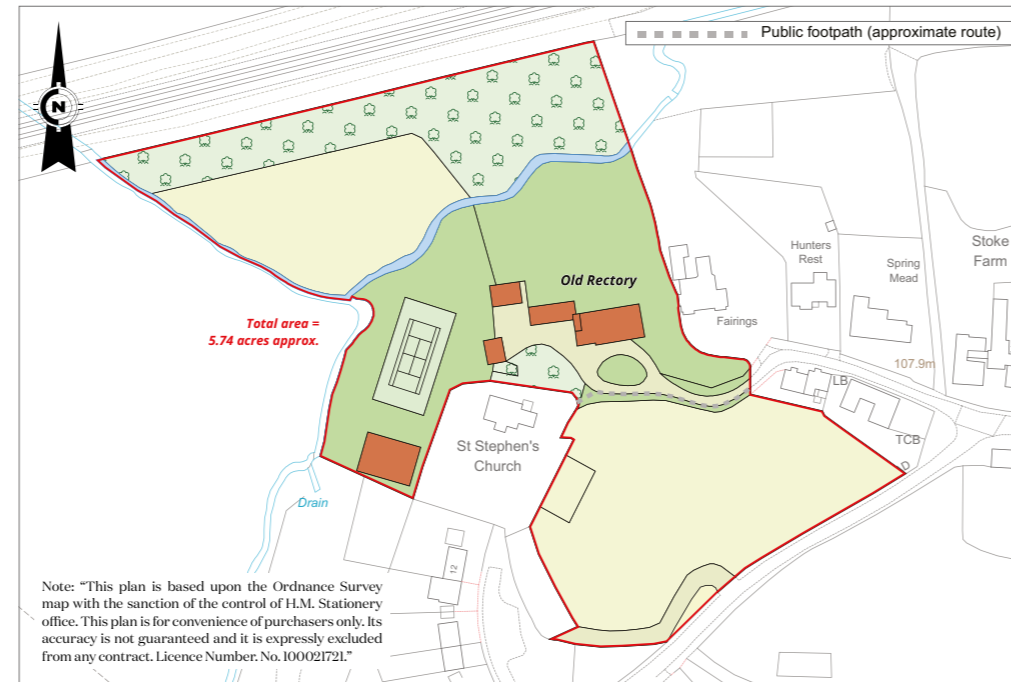 Public footpath (approximate route)
N
Old Rectory
Hunters
Rest
Spring
Mead
Stoke
Farm
Fairings
Total area =
5.74 acres approx.
107.9m
LB
TCB
St Stephen's
Church
Drain
12
Note: “This plan is based upon the Ordnance Survey
map with the sanction of the control of H.M. Stationery
office. This plan is for convenience of purchasers only. Its
accuracy is not guaranteed and it is expressly excluded
from any contract. Licence Number. No. 100021721.”